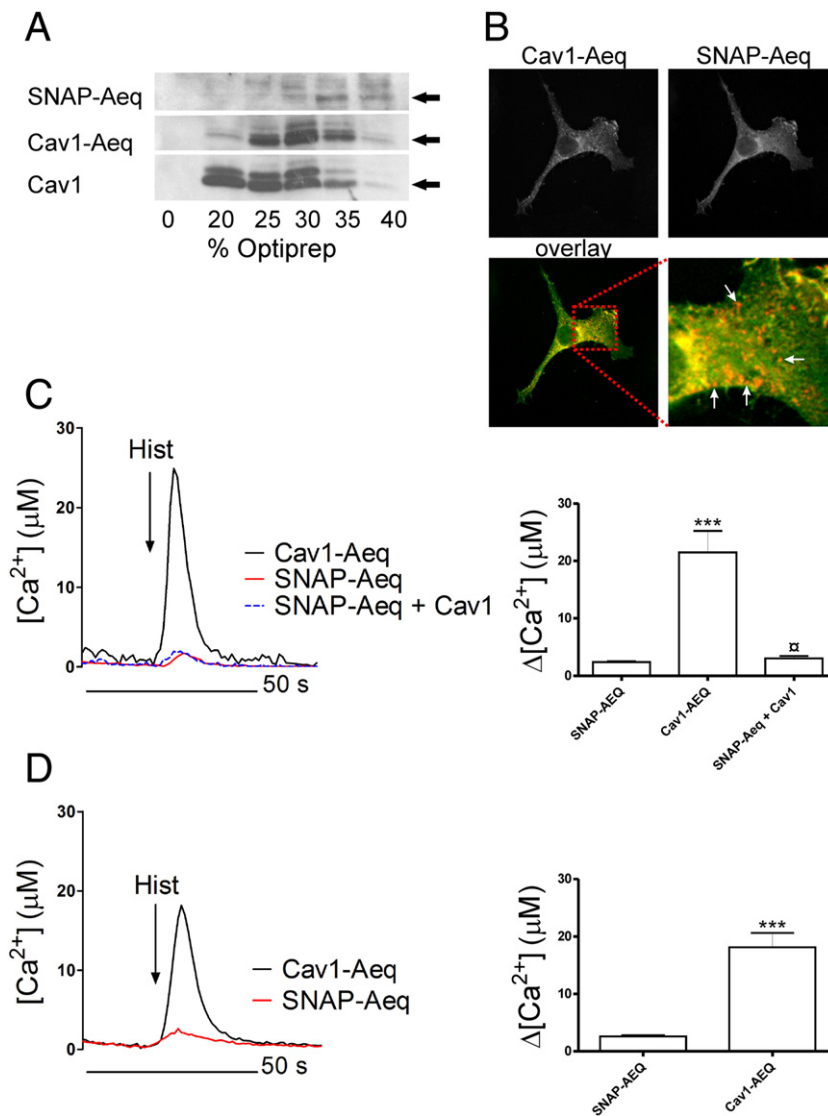 A
SNAP-Aeq
Cav1-Aeq
Cav1
0 20 25 30 35 40
% Optiprep
B
Cav1-Aeq SNAP-Aeq
overlay
C
[Ca2+] (μM)
30
20
10
0
Hist
Cav1-Aeq
SNAP-Aeq
SNAP-Aeq + Cav1
50 s
Δ[Ca2+] (μM)
30
20
10
0
***
¤
SNAP-AEQ
Cav1-AEQ
SNAP-Aeq + Cav1
D
[Ca2+] (μM)
30
20
10
0
Hist
Cav1-Aeq
SNAP-Aeq
50 s
Δ[Ca2+] (μM)
30
20
10
0
***
SNAP-AEQ
Cav1-AEQ